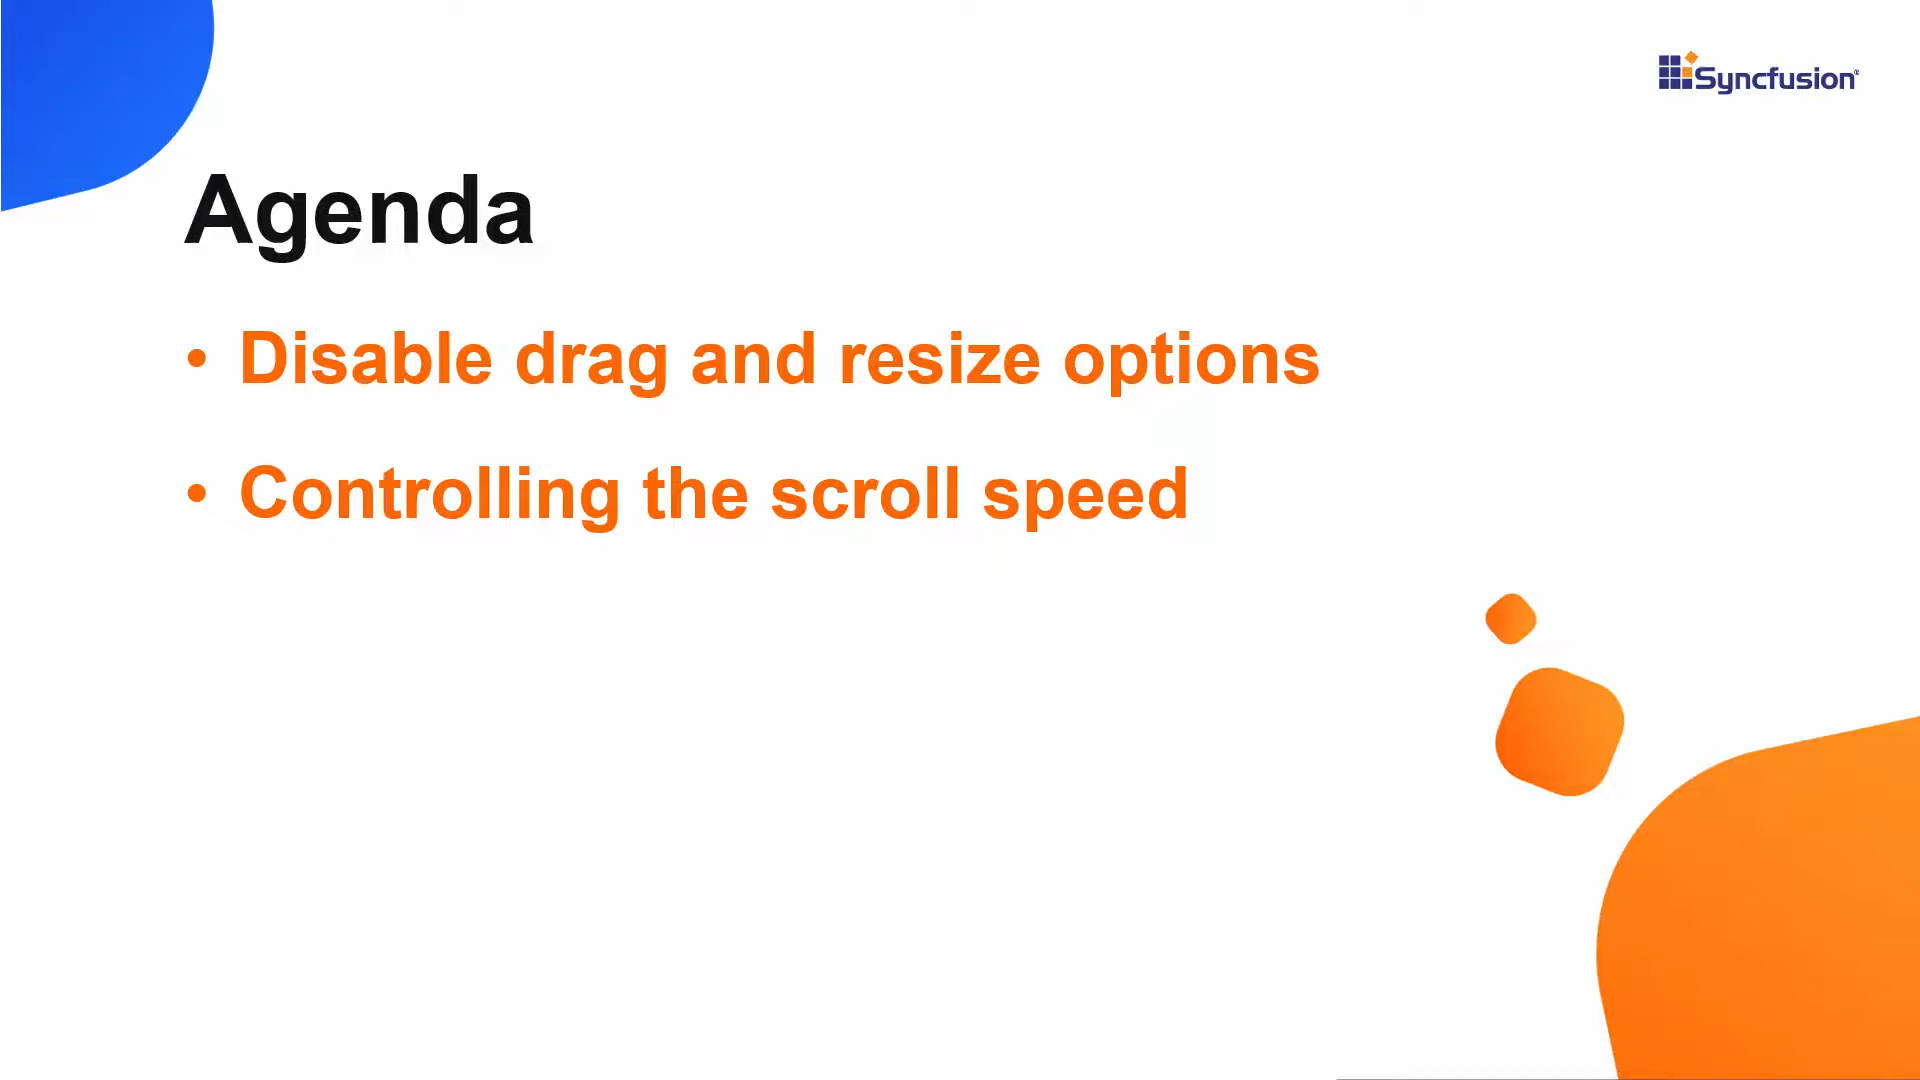 Syncfusion®
Agenda
• Disable drag and resize options
• Controlling the scroll speed